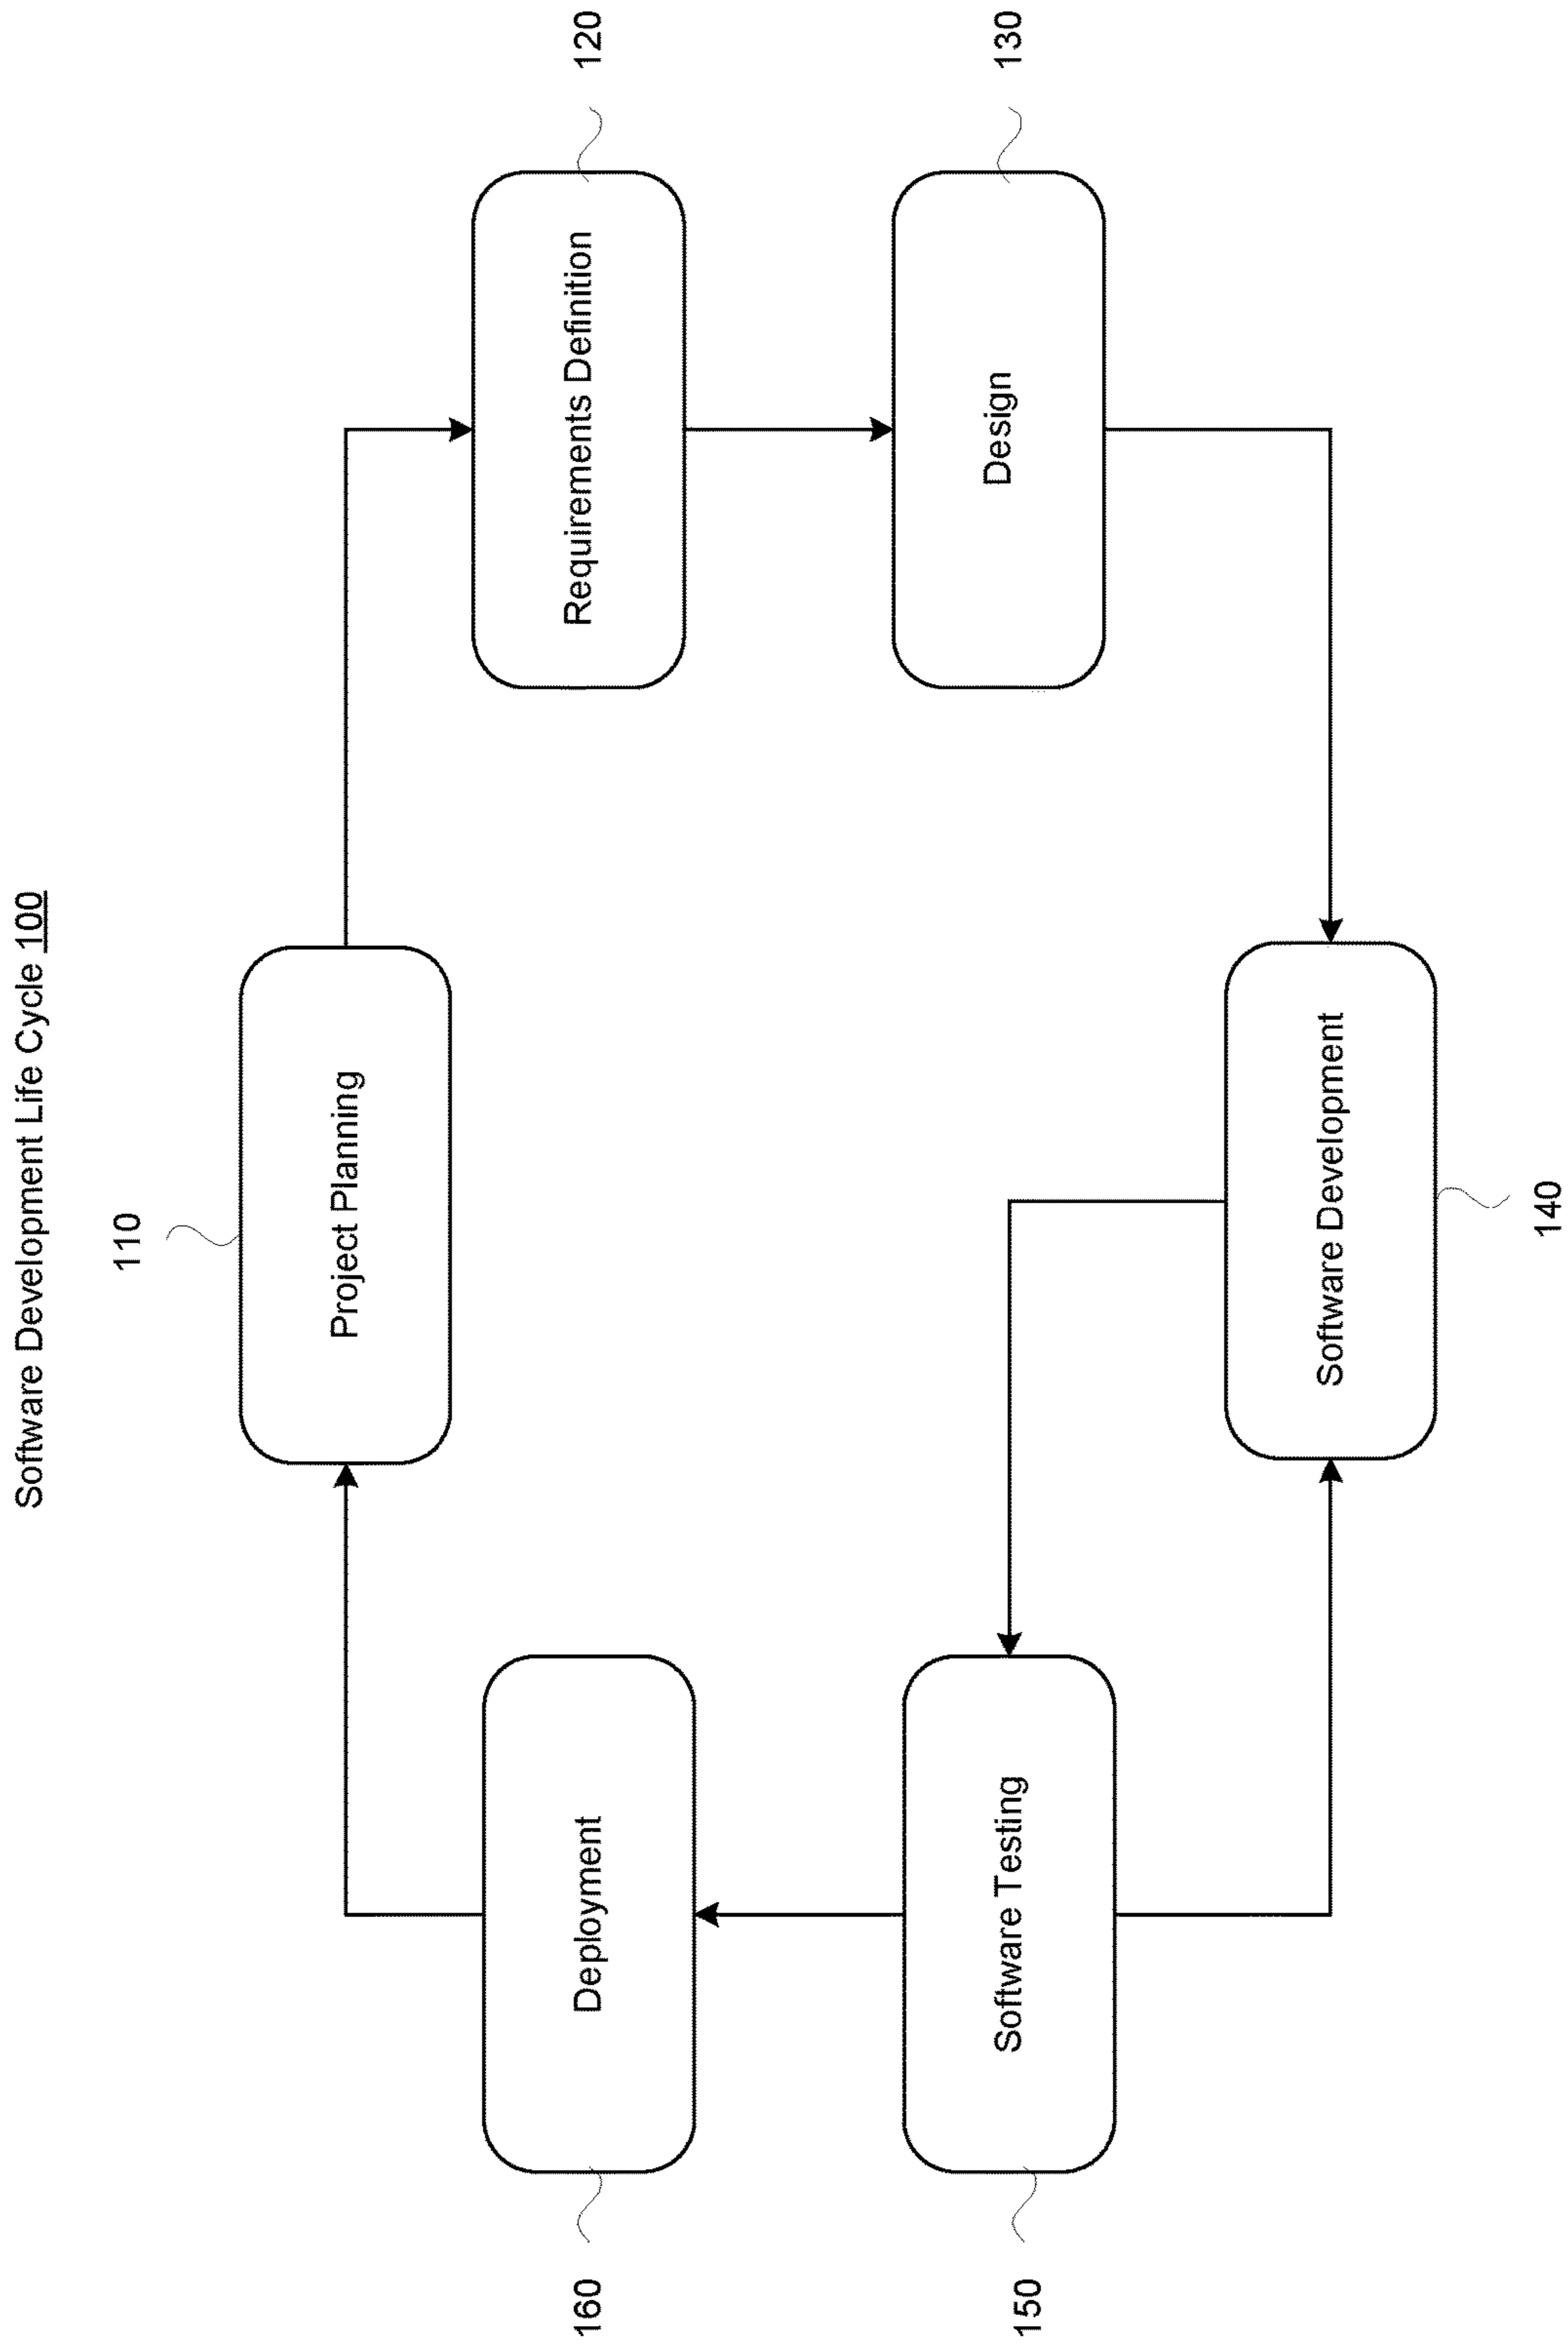 Software Development Life Cycle 100
110
Project Planning
120
Requirements Definition
130
Design
Software Development
140
Software Testing
150
Deployment
160